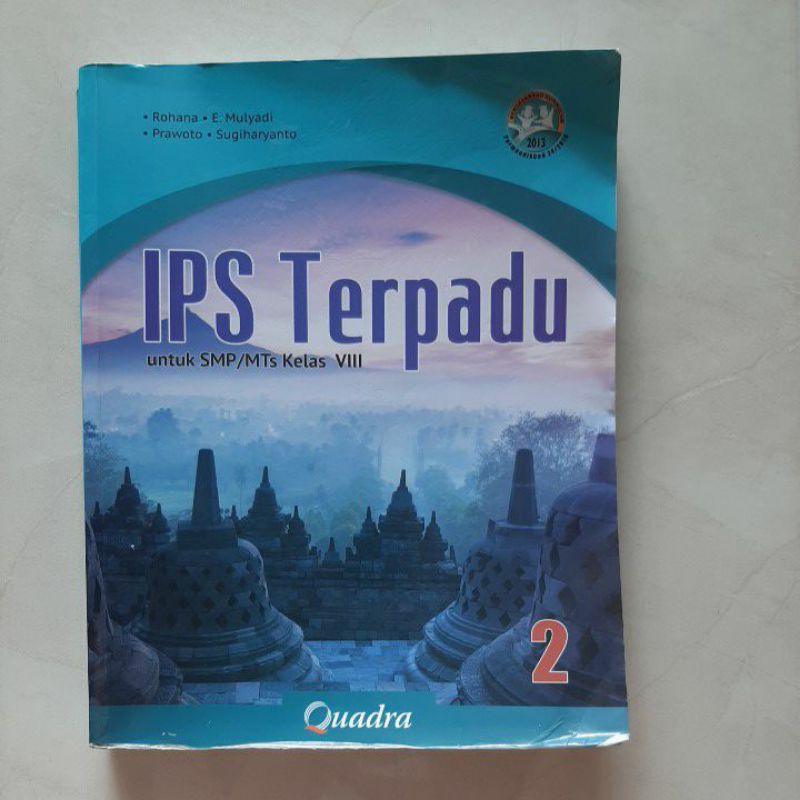 • Rohana • E. Mulyadi
• Prawoto • Sugiharyanto
2013
IPS Terpadu
untuk SMP/MTs Kelas VIII
2
Quadra